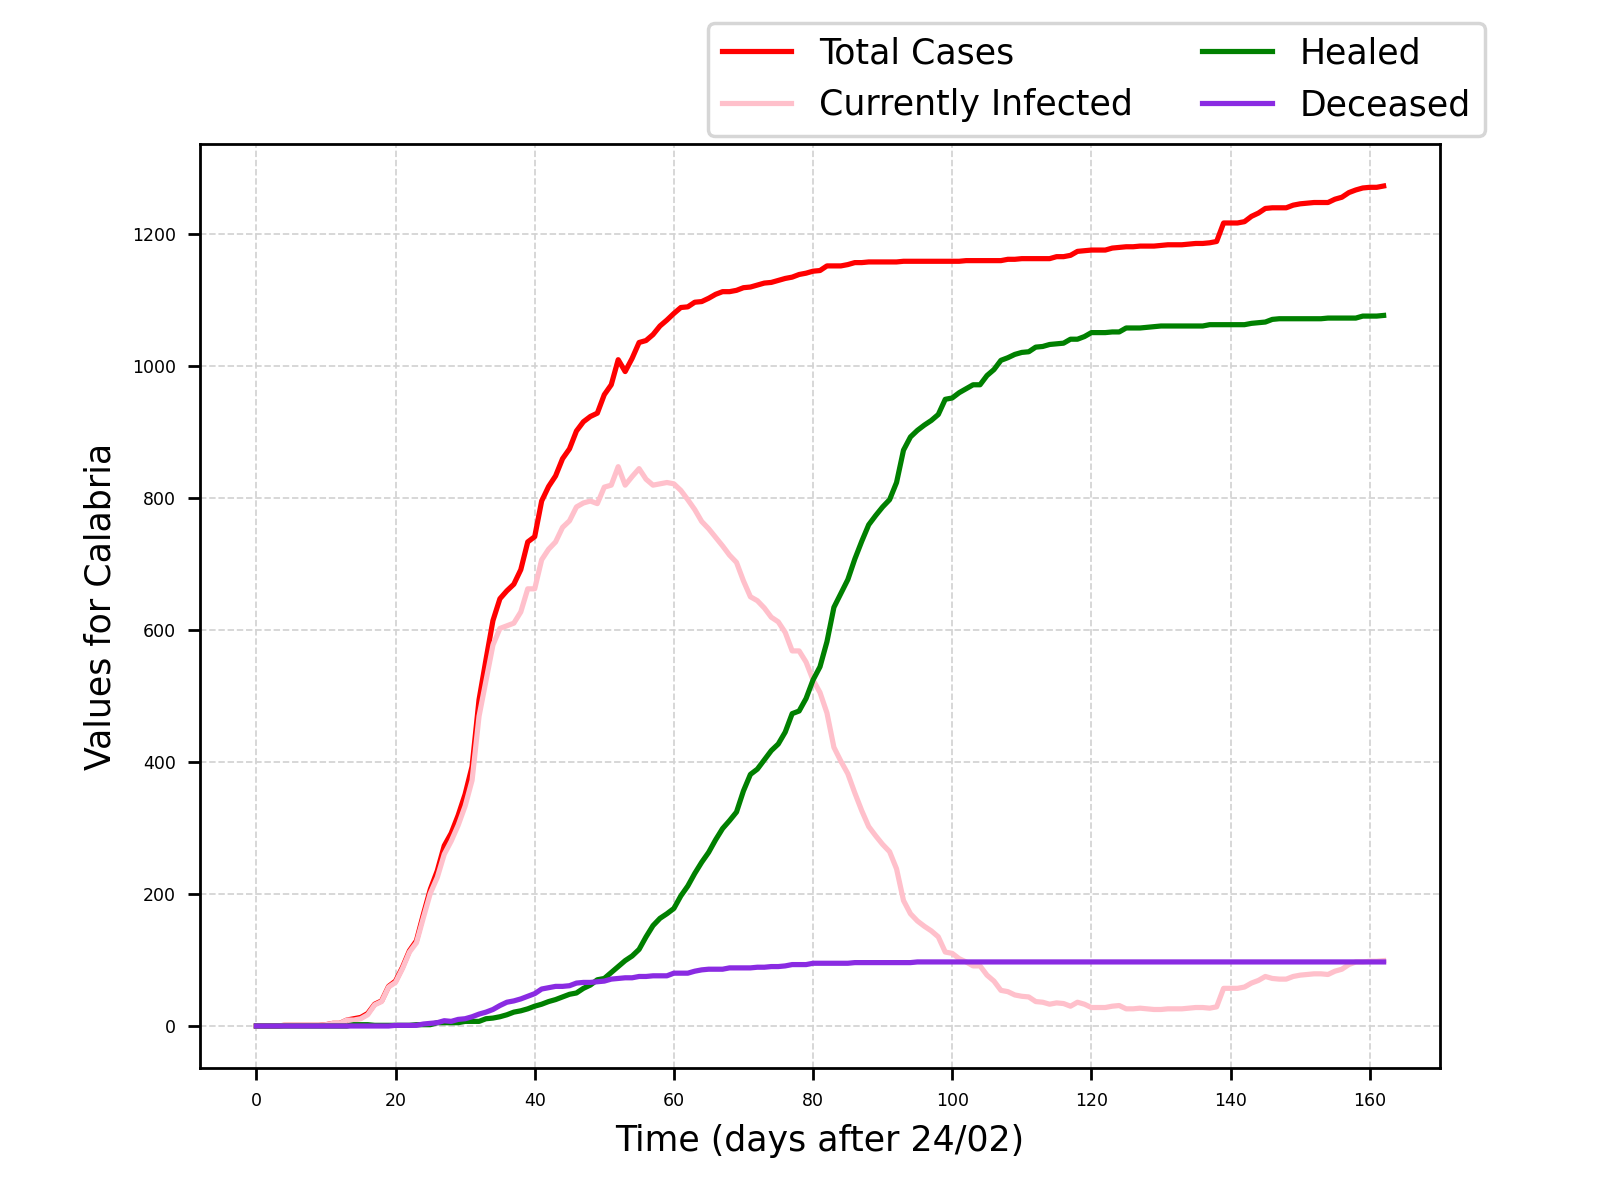 Total Cases
Currently Infected
Healed
Deceased
Values for Calabria
1200
1000
800
600
400
200
0
0 20 40 60 80 100 120 140 160
Time (days after 24/02)